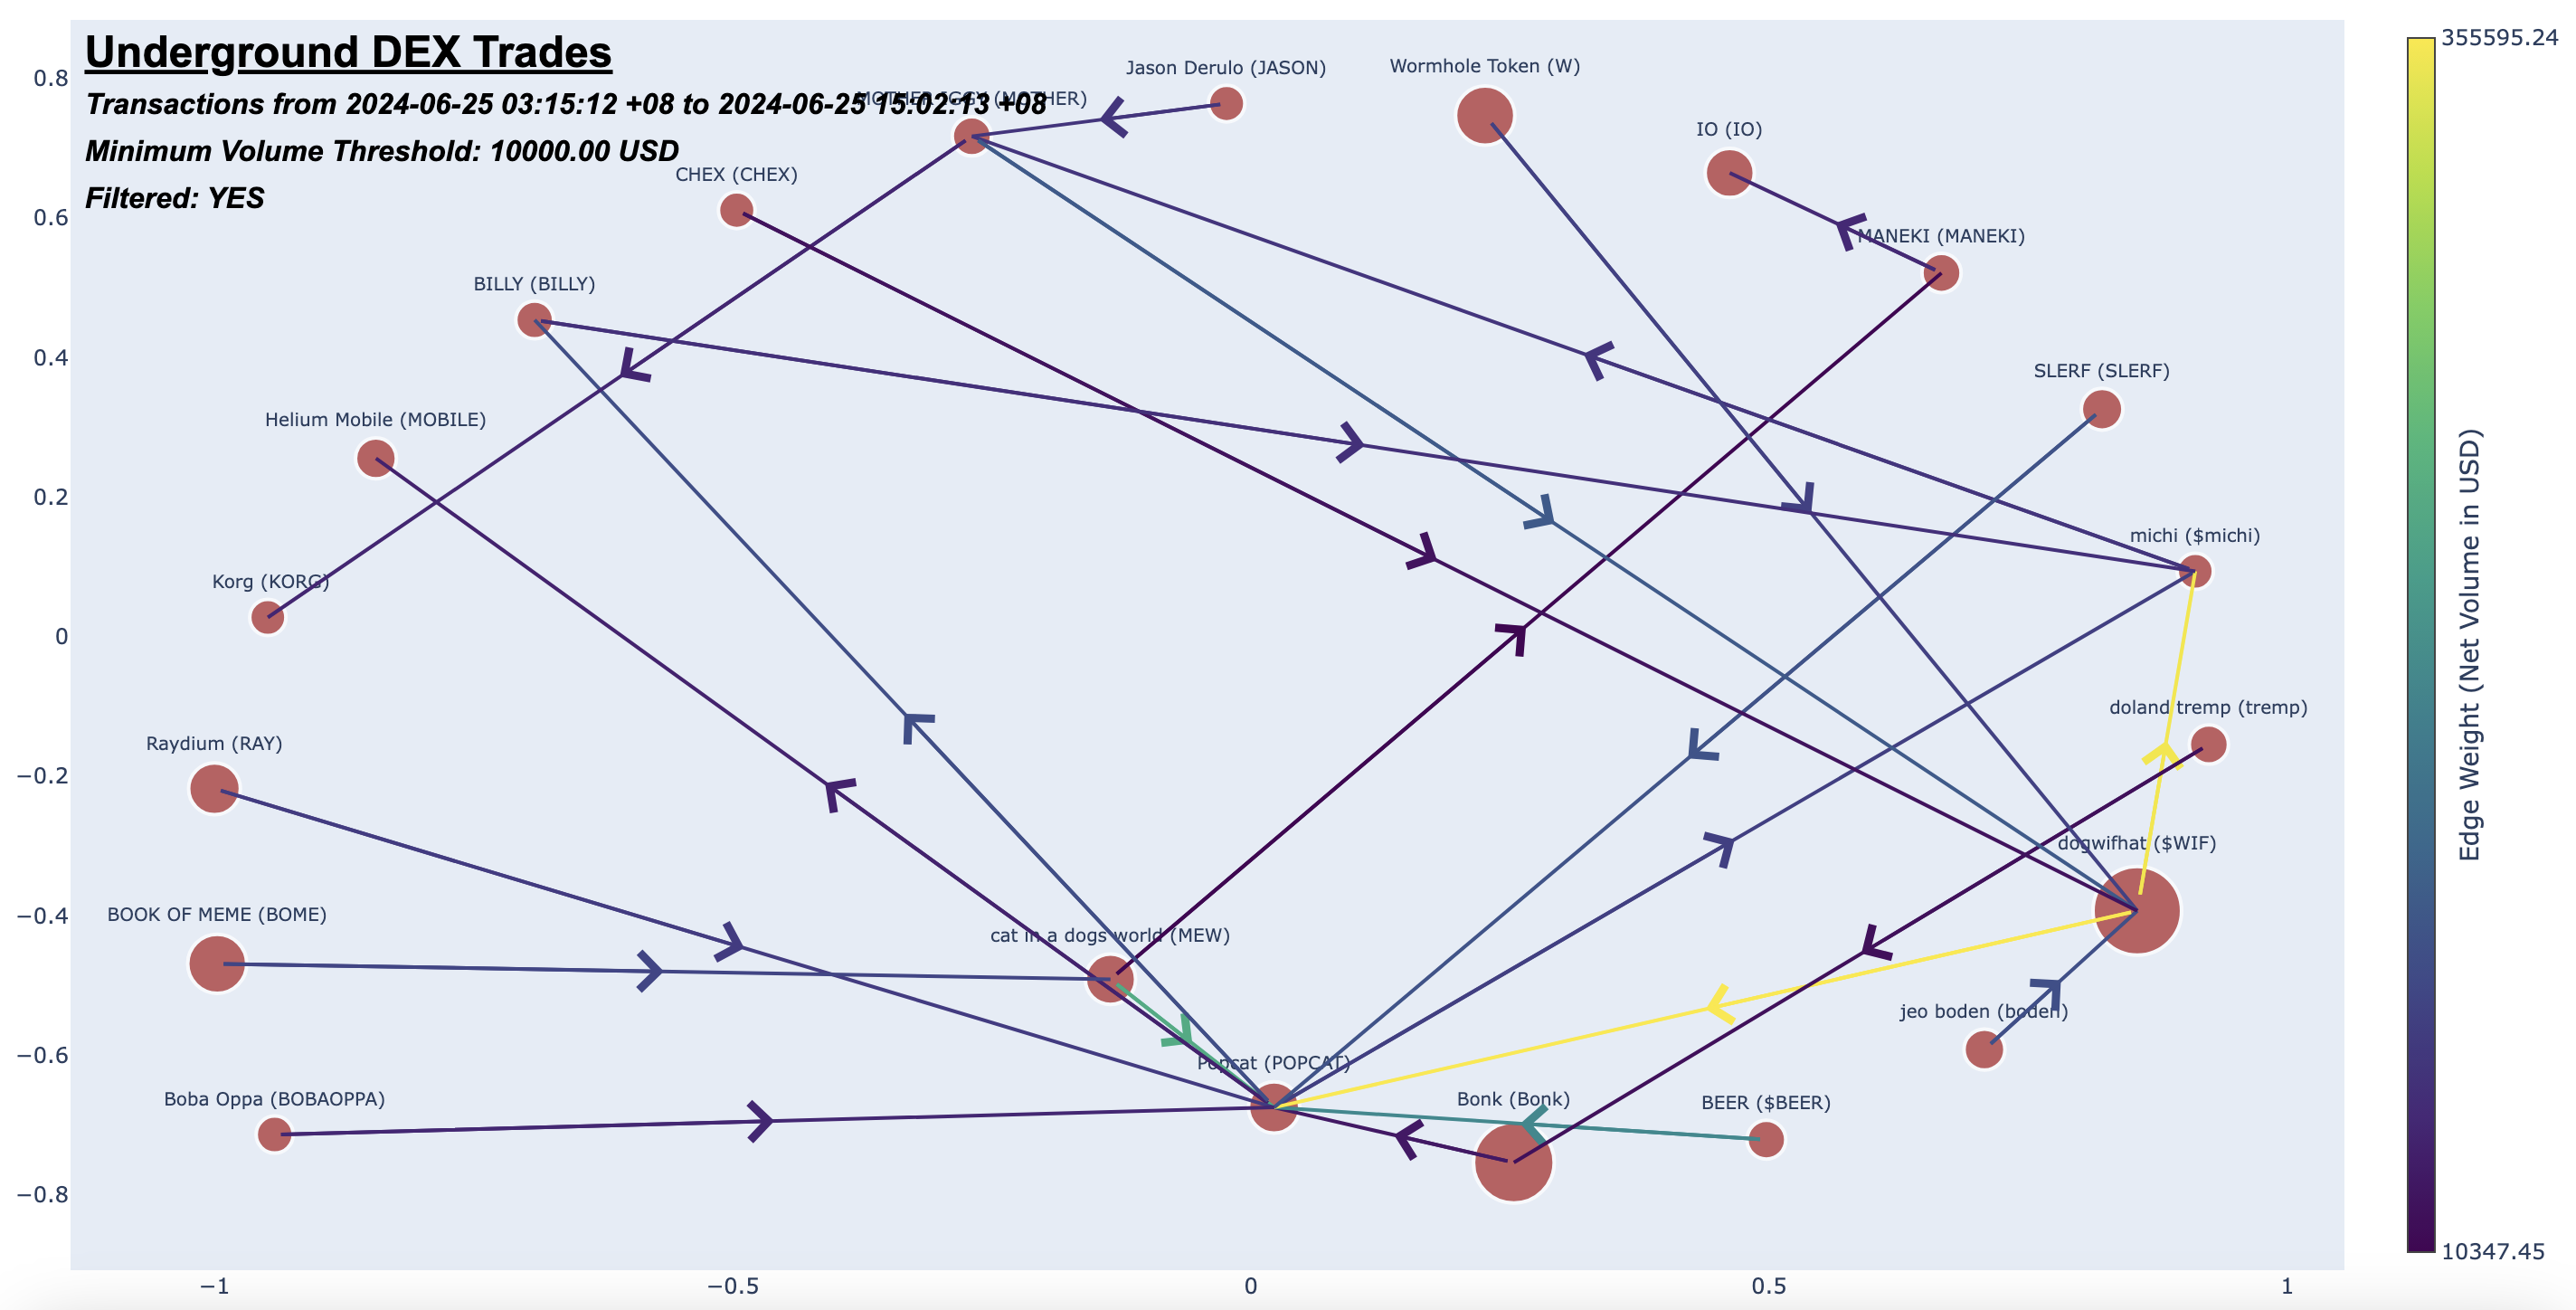 Underground DEX Trades
Transactions from 2024-06-25 03:15:12 +08 to 2024-06-25 15:02:13 +08
Minimum Volume Threshold: 10000.00 USD
Filtered: YES
Jason Derulo (JASON)
Wormhole Token (W)
MOTHER IGGY (MOTHER)
IO (IO)
CHEX (CHEX)
MANEKI (MANEKI)
BILLY (BILLY)
SLERF (SLERF)
Helium Mobile (MOBILE)
michi ($michi)
Korg (KORG)
doland tremp (tremp)
Raydium (RAY)
dogwifhat ($WIF)
BOOK OF MEME (BOME)
cat in a dogs world (MEW)
jeo boden (boden)
Popcat (POPCAT)
Boba Oppa (BOBAOPPA)
Bonk (Bonk)
BEER ($BEER)
0.8
0.6
0.4
0.2
0
−0.2
−0.4
−0.6
−0.8
−1
−0.5
0
0.5
1
355595.24
10347.45
Edge Weight (Net Volume in USD)